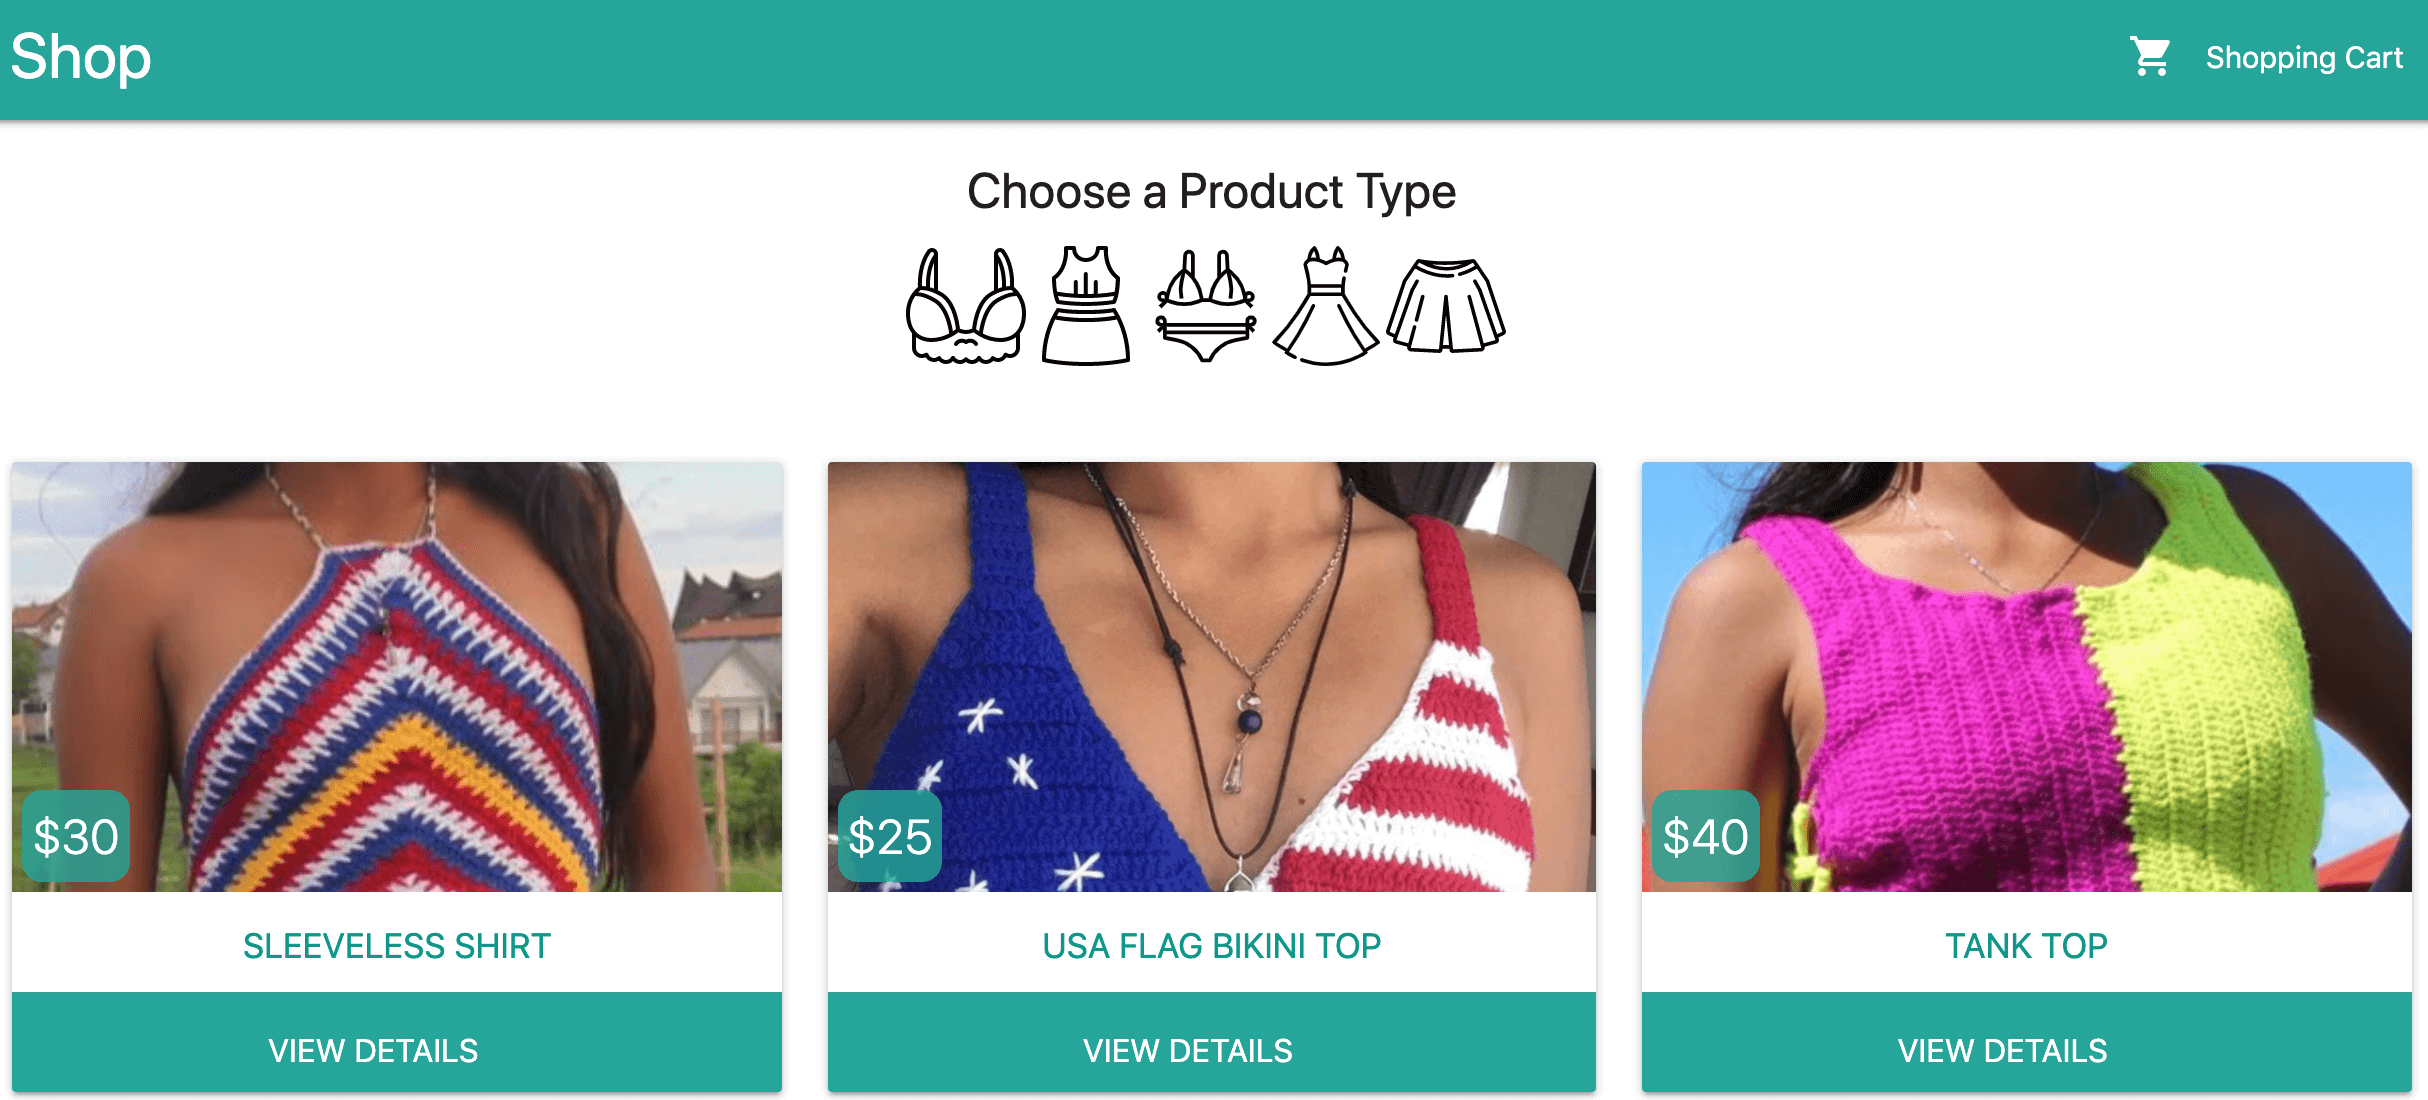 Shop
Shopping Cart
Choose a Product Type
$30
$25
$40
SLEEVELESS SHIRT
USA FLAG BIKINI TOP
TANK TOP
VIEW DETAILS
VIEW DETAILS
VIEW DETAILS